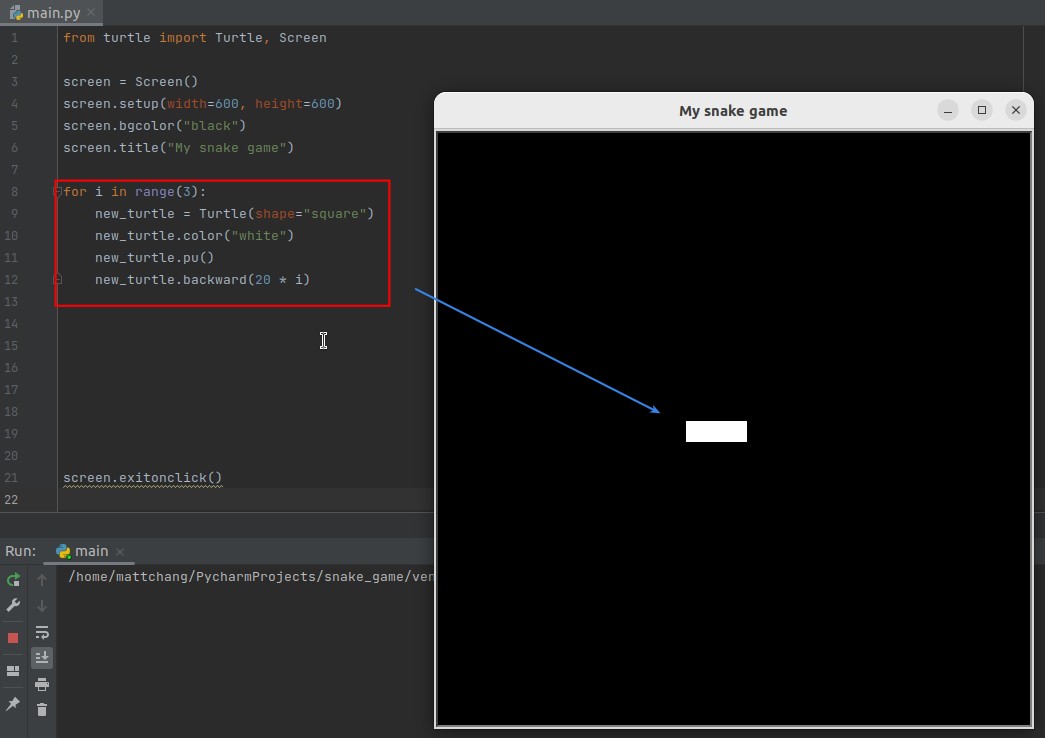 main.py
1 from turtle import Turtle, Screen
2
3 screen = Screen()
4 screen.setup(width=600, height=600)
5 screen.bgcolor("black")
6 screen.title("My snake game")
7
8 for i in range(3):
9     new_turtle = Turtle(shape="square")
10     new_turtle.color("white")
11     new_turtle.pu()
12     new_turtle.backward(20 * i)
13
14
15
16
17
18
19
20
21 screen.exitonclick()
22
My snake game
Run: main
/home/mattchang/PycharmProjects/snake_game/ven